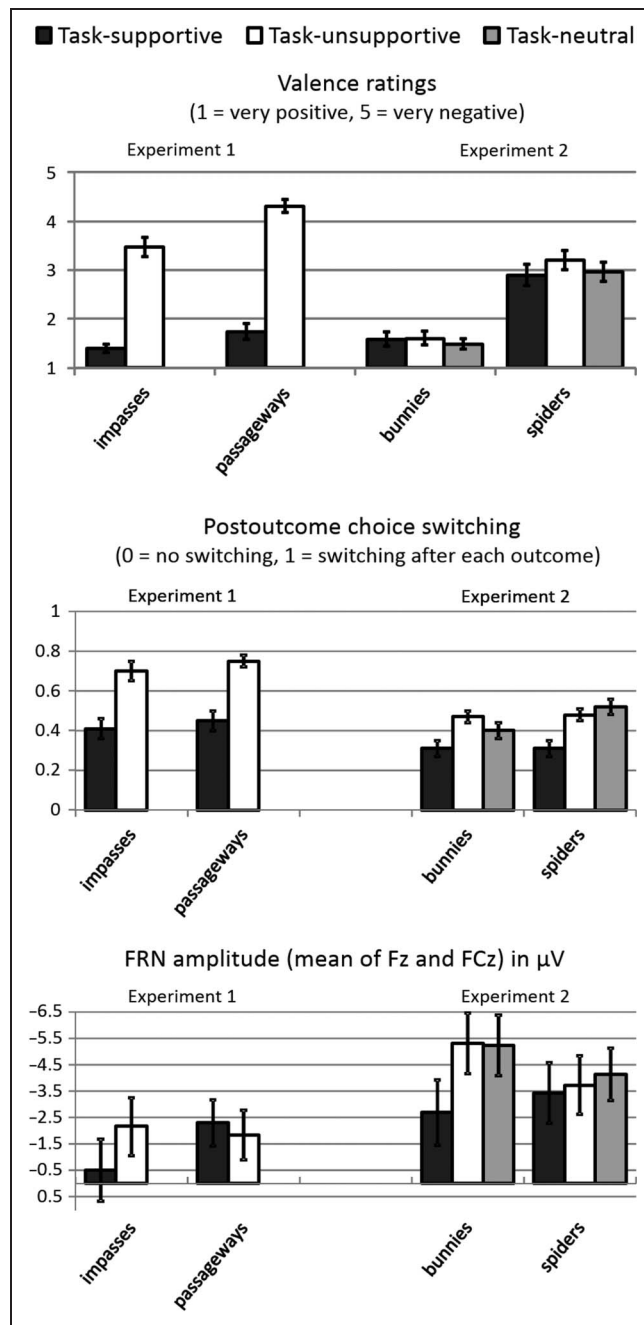 Task-supportive Task-unsupportive Task-neutral
Valence ratings
(1 = very positive, 5 = very negative)
Experiment 1 Experiment 2
5
4
3
2
1
impasses passageways bunnies spiders
Postoutcome choice switching
(0 = no switching, 1 = switching after each outcome)
Experiment 1 Experiment 2
1
0.8
0.6
0.4
0.2
0
impasses passageways bunnies spiders
FRN amplitude (mean of Fz and FCz) in µV
Experiment 1 Experiment 2
−6.5
−5.5
−4.5
−3.5
−2.5
−1.5
−0.5
0.5
impasses passageways bunnies spiders